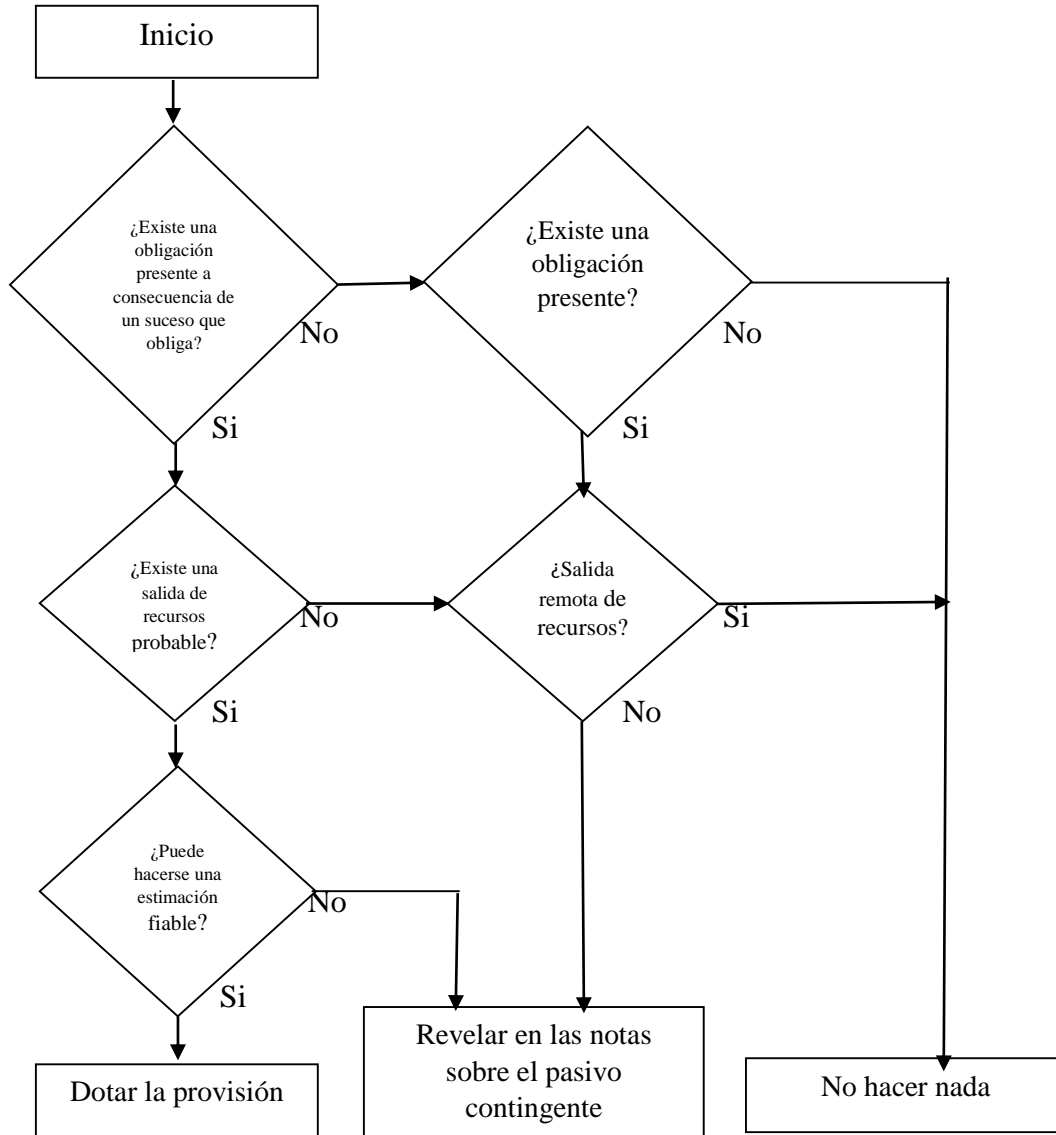 Inicio
¿Existe una
obligación
presente a
consecuencia de
un suceso que
obliga?
No
Si
¿Existe una
obligación
presente?
No
Si
¿Existe una
salida de
recursos
probable?
No
Si
¿Salida
remota de
recursos?
Si
No
¿Puede
hacerse una
estimación
fiable?
No
Si
Dotar la provisión
Revelar en las notas
sobre el pasivo
contingente
No hacer nada